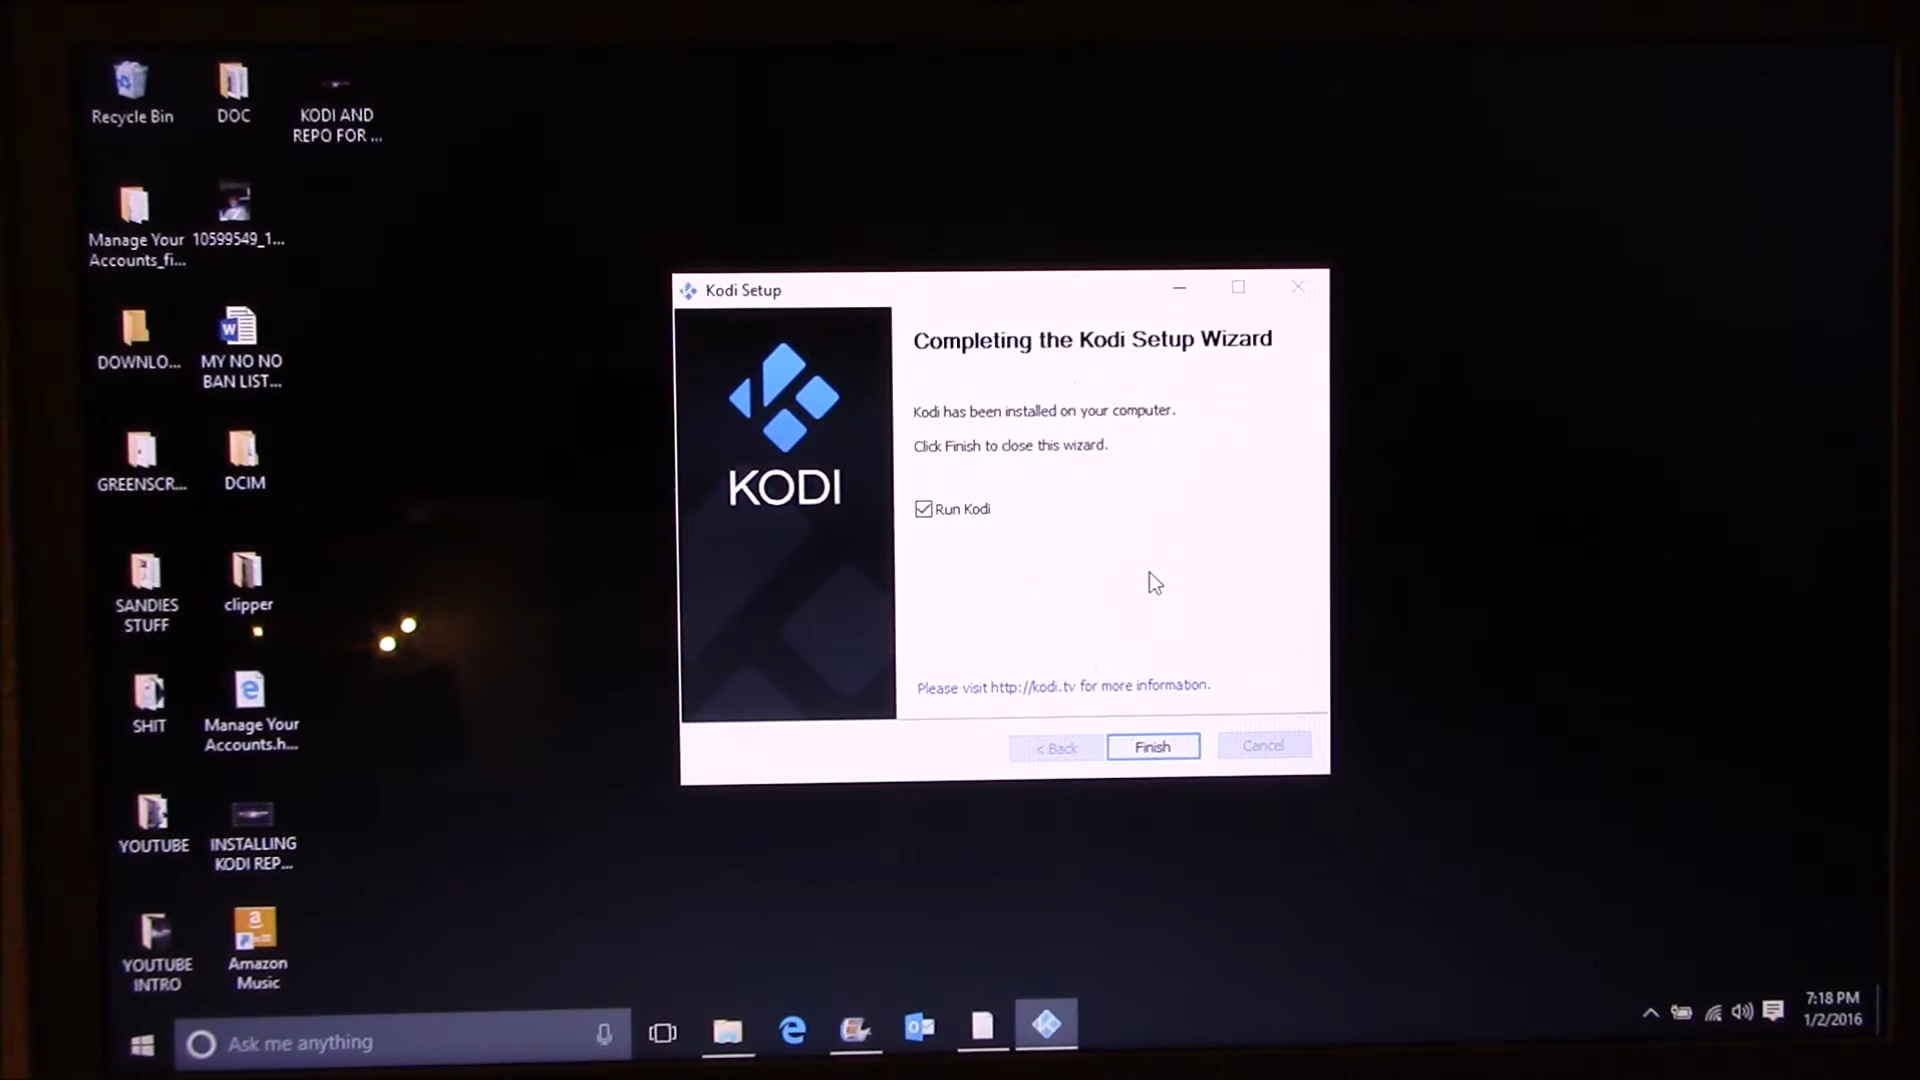 Recycle Bin
DOC
KODI AND
REPO FOR ...
Manage Your
Accounts_fi...
10599549_1...
DOWNLO...
MY NO NO
BAN LIST...
GREENSCR...
DCIM
SANDIES
STUFF
clipper
SHIT
Manage Your
Accounts.h...
YOUTUBE
INSTALLING
KODI REP...
YOUTUBE
INTRO
Amazon
Music
Kodi Setup
KODI
Completing the Kodi Setup Wizard
Kodi has been installed on your computer.
Click Finish to close this wizard.
Run Kodi
Please visit http://kodi.tv for more information.
< Back
Finish
Cancel
Ask me anything
7:18 PM
1/2/2016